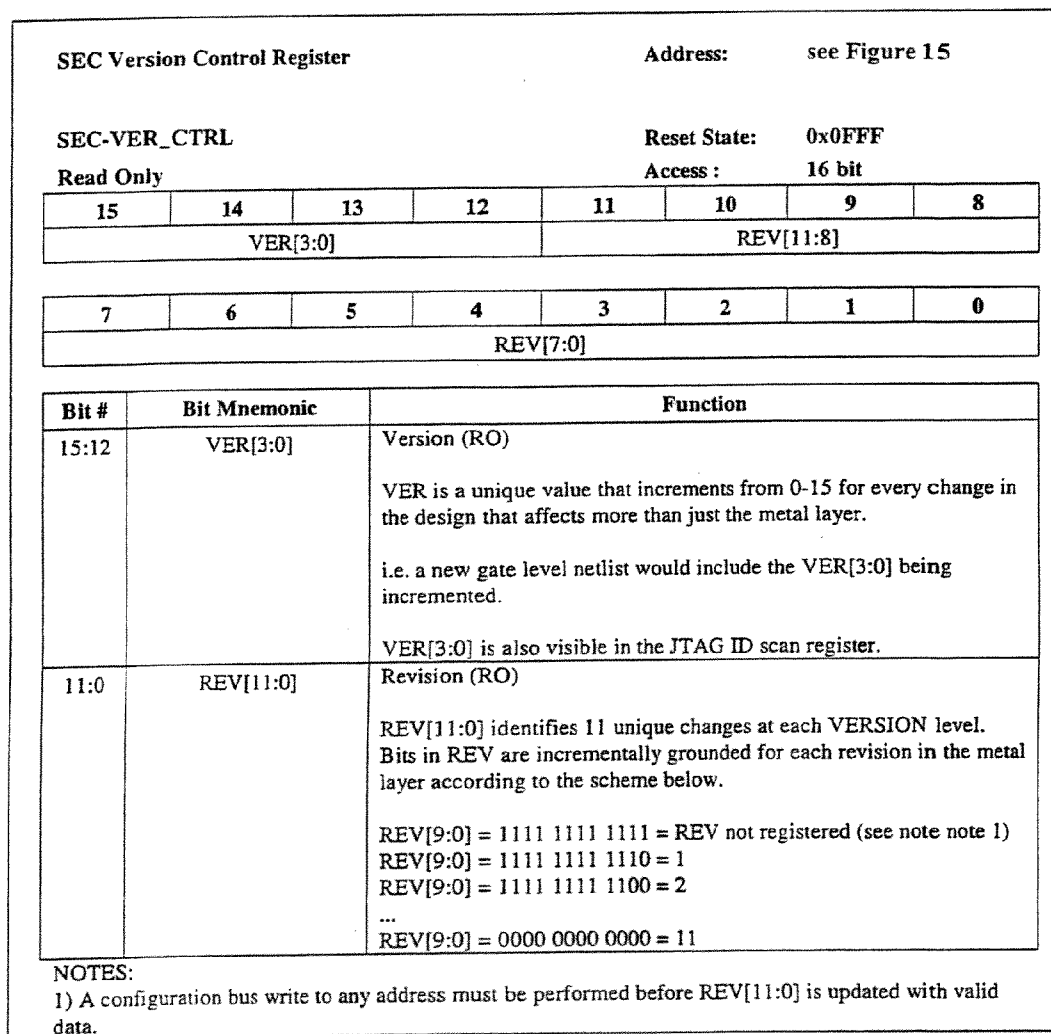 SEC Version Control Register Address: see Figure 15
SEC-VER_CTRL Reset State: 0x0FFF
Read Only Access : 16 bit
15 14 13 12 11 10 9 8
VER[3:0] REV[11:8]
7 6 5 4 3 2 1 0
REV[7:0]
Bit # Bit Mnemonic Function
15:12 VER[3:0] Version (RO)
VER is a unique value that increments from 0-15 for every change in
the design that affects more than just the metal layer.
i.e. a new gate level netlist would include the VER[3:0] being
incremented.
VER[3:0] is also visible in the JTAG ID scan register.
11:0 REV[11:0] Revision (RO)
REV[11:0] identifies 11 unique changes at each VERSION level.
Bits in REV are incrementally grounded for each revision in the metal
layer according to the scheme below.
REV[9:0] = 1111 1111 1111 = REV not registered (see note note 1)
REV[9:0] = 1111 1111 1110 = 1
REV[9:0] = 1111 1111 1100 = 2
...
REV[9:0] = 0000 0000 0000 = 11
NOTES:
1) A configuration bus write to any address must be performed before REV[11:0] is updated with valid
data.